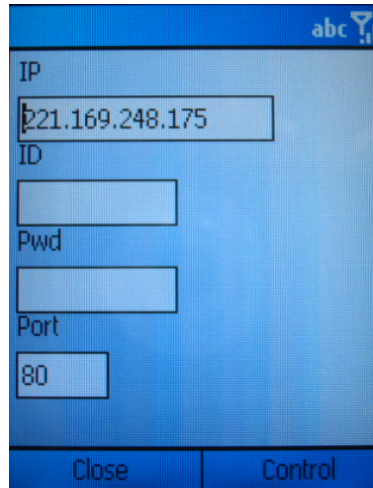 abc
IP
221.169.248.175
ID
Pwd
Port
80
Close Control